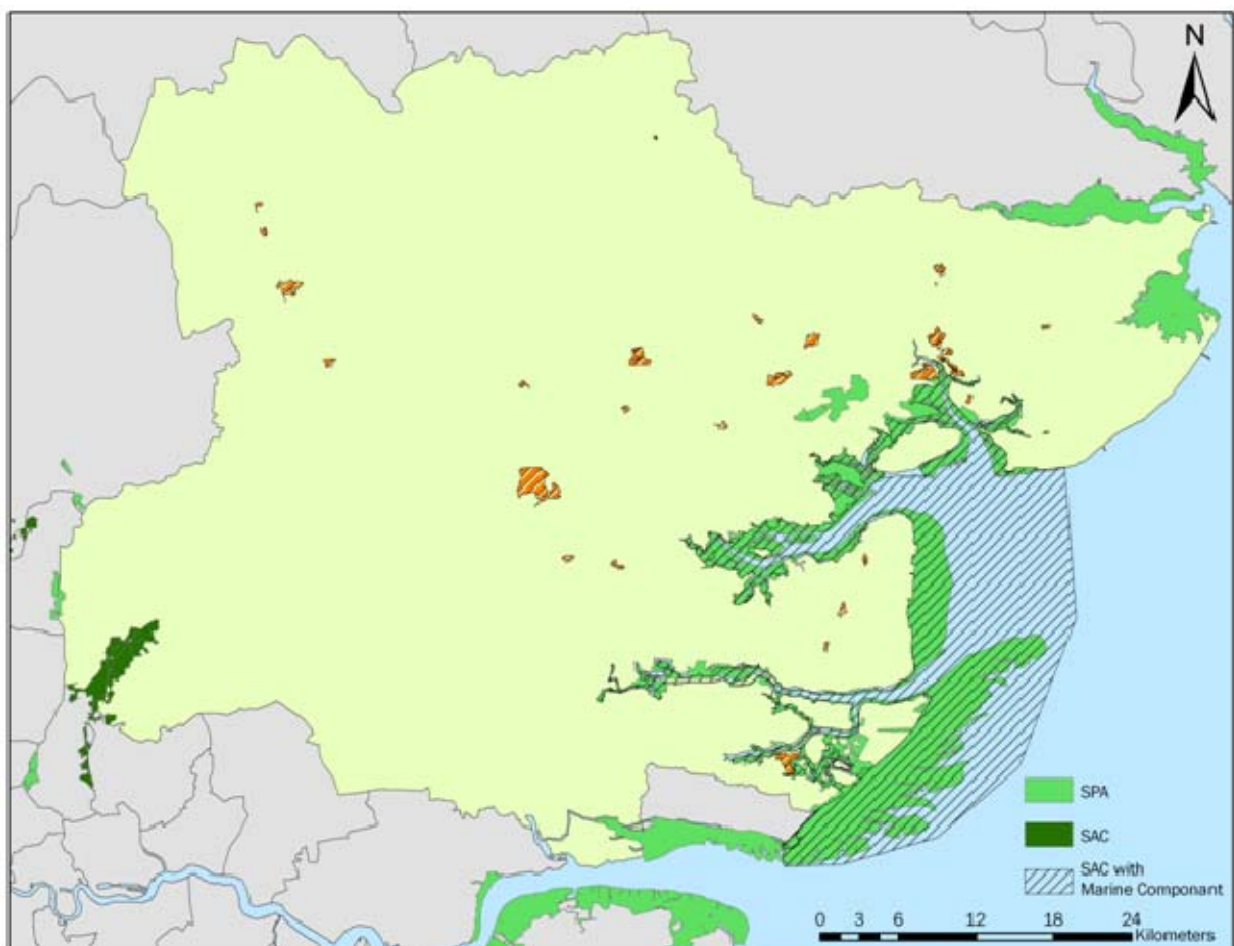 N
SPA
SAC
SAC with
Marine Componant
0 3 6 12 18 24
Kilometers